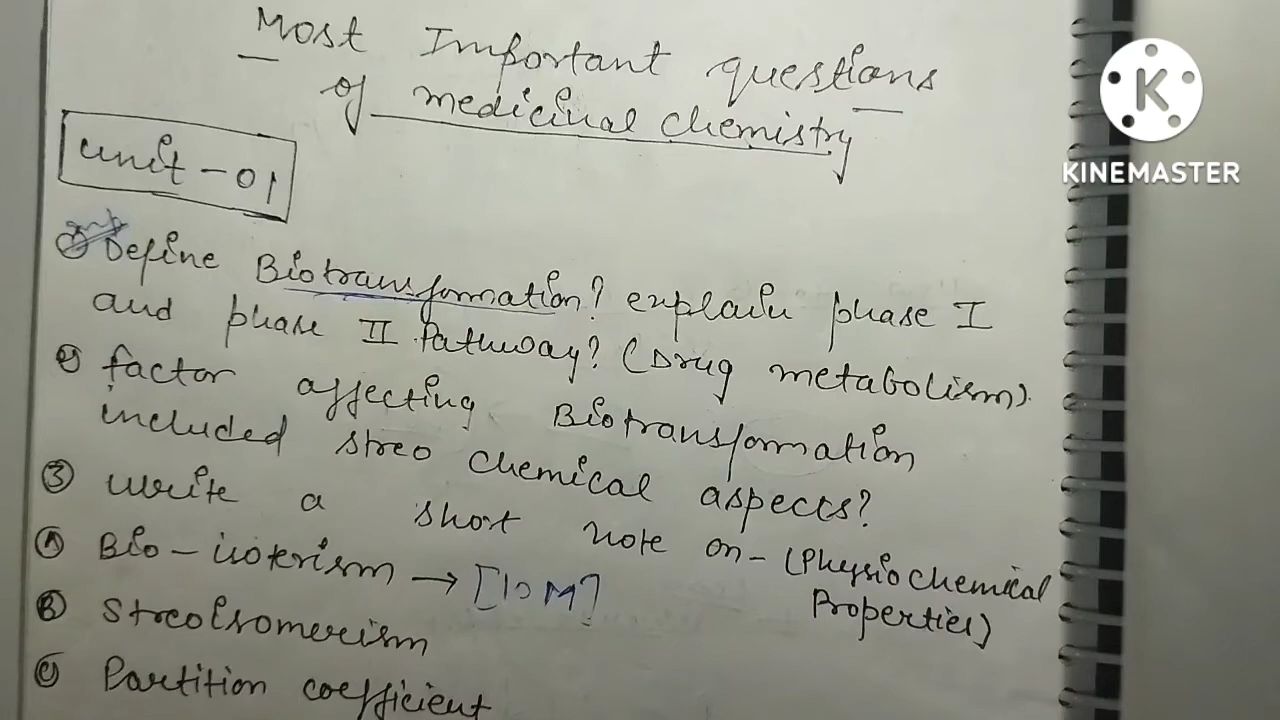 Most Important questions
of medicinal chemistry
unit - 01
① Define Biotransformation? explain phase I
and phase II Pathway? (Drug metabolism).
② factor affecting Biotransformation
included streo chemical aspects?
③ write a short note on - (Physiochemical
Properties)
Ⓐ Bio - isoterism → [10 M]
Ⓑ Streoisomerism
Ⓒ Partition coefficient
K
KINEMASTER